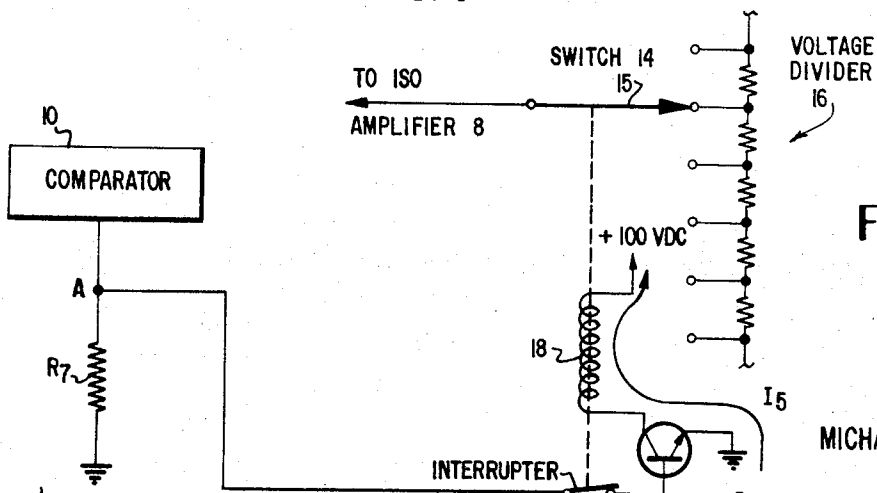 SWITCH 14
15
VOLTAGE
DIVIDER
16
TO ISO
AMPLIFIER 8
10
COMPARATOR
+ 100 VDC
A
R7
18
I5
INTERRUPTER